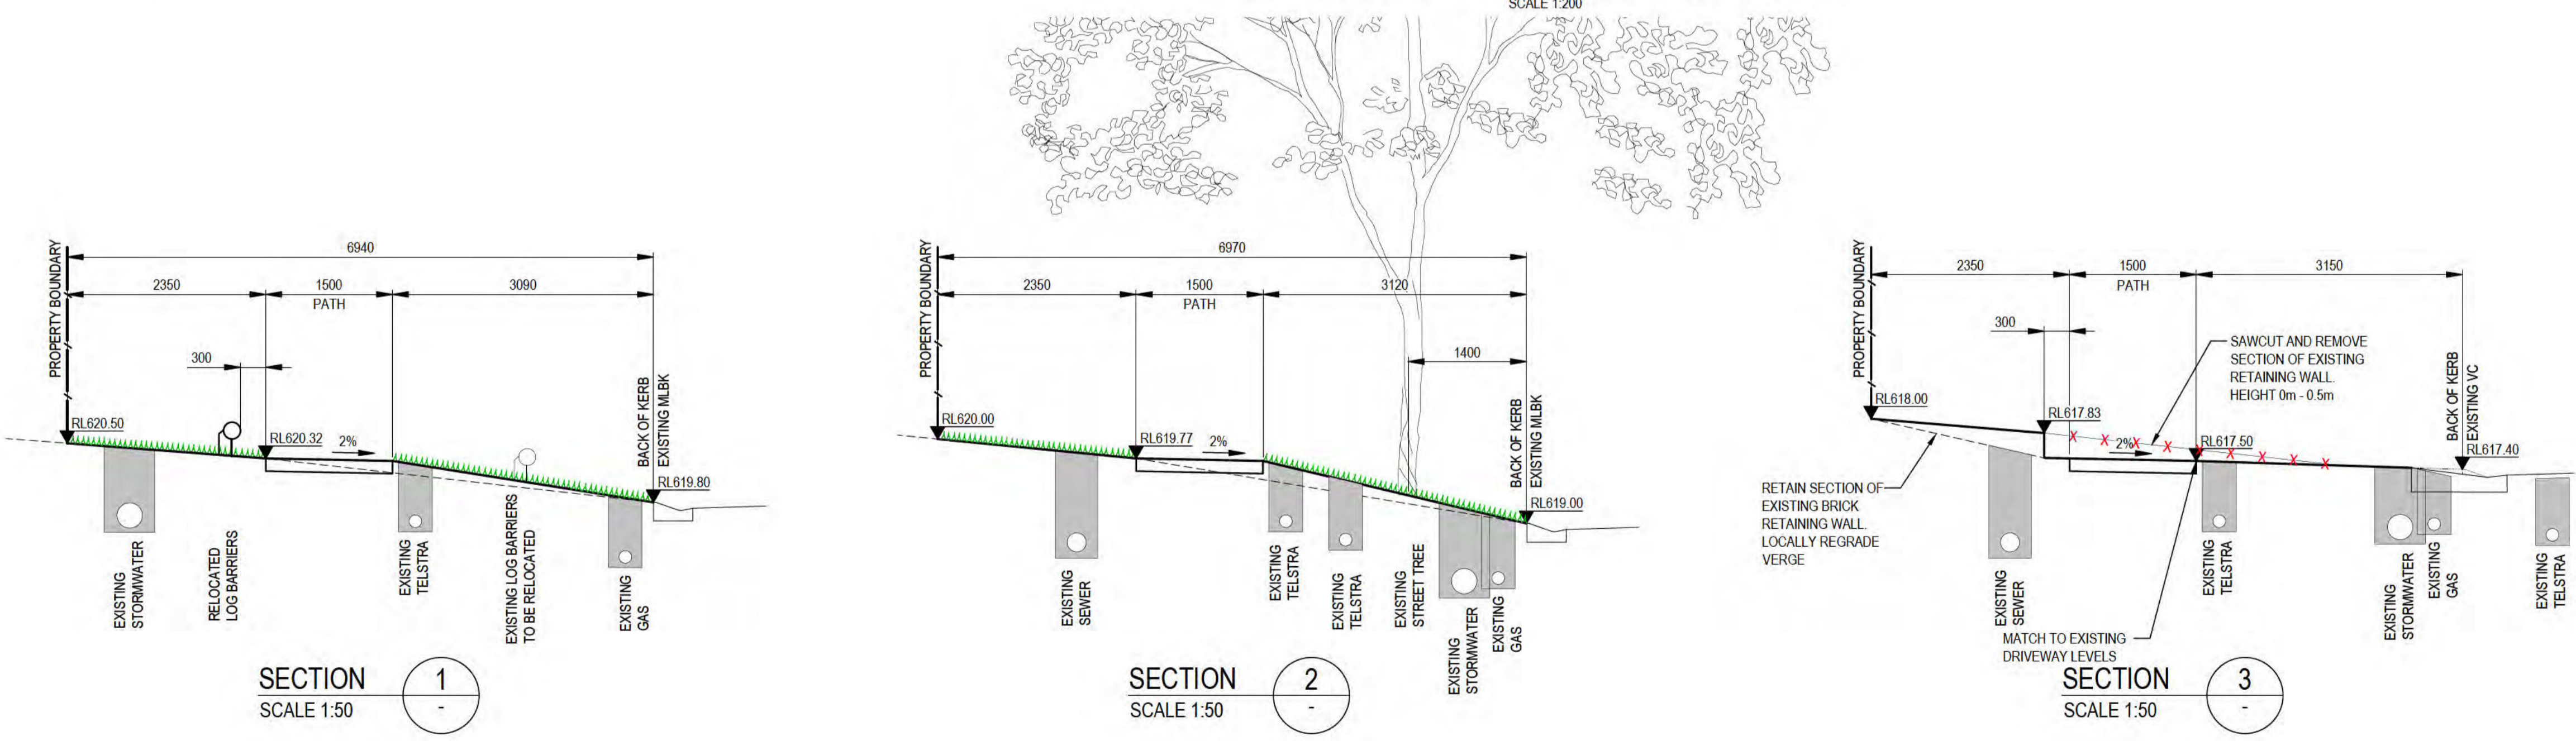 SCALE 1:200
PROPERTY BOUNDARY
6940
2350
1500
PATH
3090
300
BACK OF KERB
EXISTING MLBK
RL620.50
RL620.32
2%
RL619.80
EXISTING
STORMWATER
RELOCATED
LOG BARRIERS
EXISTING
TELSTRA
EXISTING LOG BARRIERS
TO BE RELOCATED
EXISTING
GAS
SECTION
1
SCALE 1:50
-
PROPERTY BOUNDARY
6970
2350
1500
PATH
3120
1400
BACK OF KERB
EXISTING MLBK
RL620.00
RL619.77
2%
RL619.00
EXISTING
SEWER
EXISTING
TELSTRA
EXISTING
TELSTRA
EXISTING
STREET TREE
EXISTING
STORMWATER
EXISTING
GAS
SECTION
2
SCALE 1:50
-
PROPERTY BOUNDARY
2350
1500
PATH
3150
300
SAWCUT AND REMOVE
SECTION OF EXISTING
RETAINING WALL.
HEIGHT 0m - 0.5m
BACK OF KERB
EXISTING VC
RL618.00
RL617.83
2%
RL617.50
RL617.40
RETAIN SECTION OF
EXISTING BRICK
RETAINING WALL.
LOCALLY REGRADE
VERGE
EXISTING
SEWER
EXISTING
TELSTRA
EXISTING
STORMWATER
EXISTING
GAS
EXISTING
TELSTRA
MATCH TO EXISTING
DRIVEWAY LEVELS
SECTION
3
SCALE 1:50
-